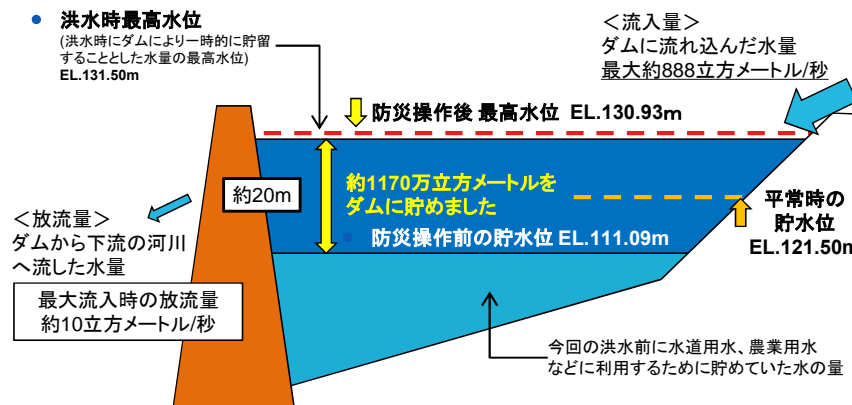 洪水時最高水位
(洪水時にダムにより一時的に貯留
することとした水量の最高水位)
EL.131.50m
＜流入量＞
ダムに流れ込んだ水量
最大約888立方メートル/秒
防災操作後 最高水位 EL.130.93m
約20m
約1170万立方メートルを
ダムに貯めました
平常時の
貯水位
EL.121.50m
＜放流量＞
ダムから下流の河川
へ流した水量
防災操作前の貯水位 EL.111.09m
最大流入時の放流量
約10立方メートル/秒
今回の洪水前に水道用水、農業用水
などに利用するために貯めていた水の量